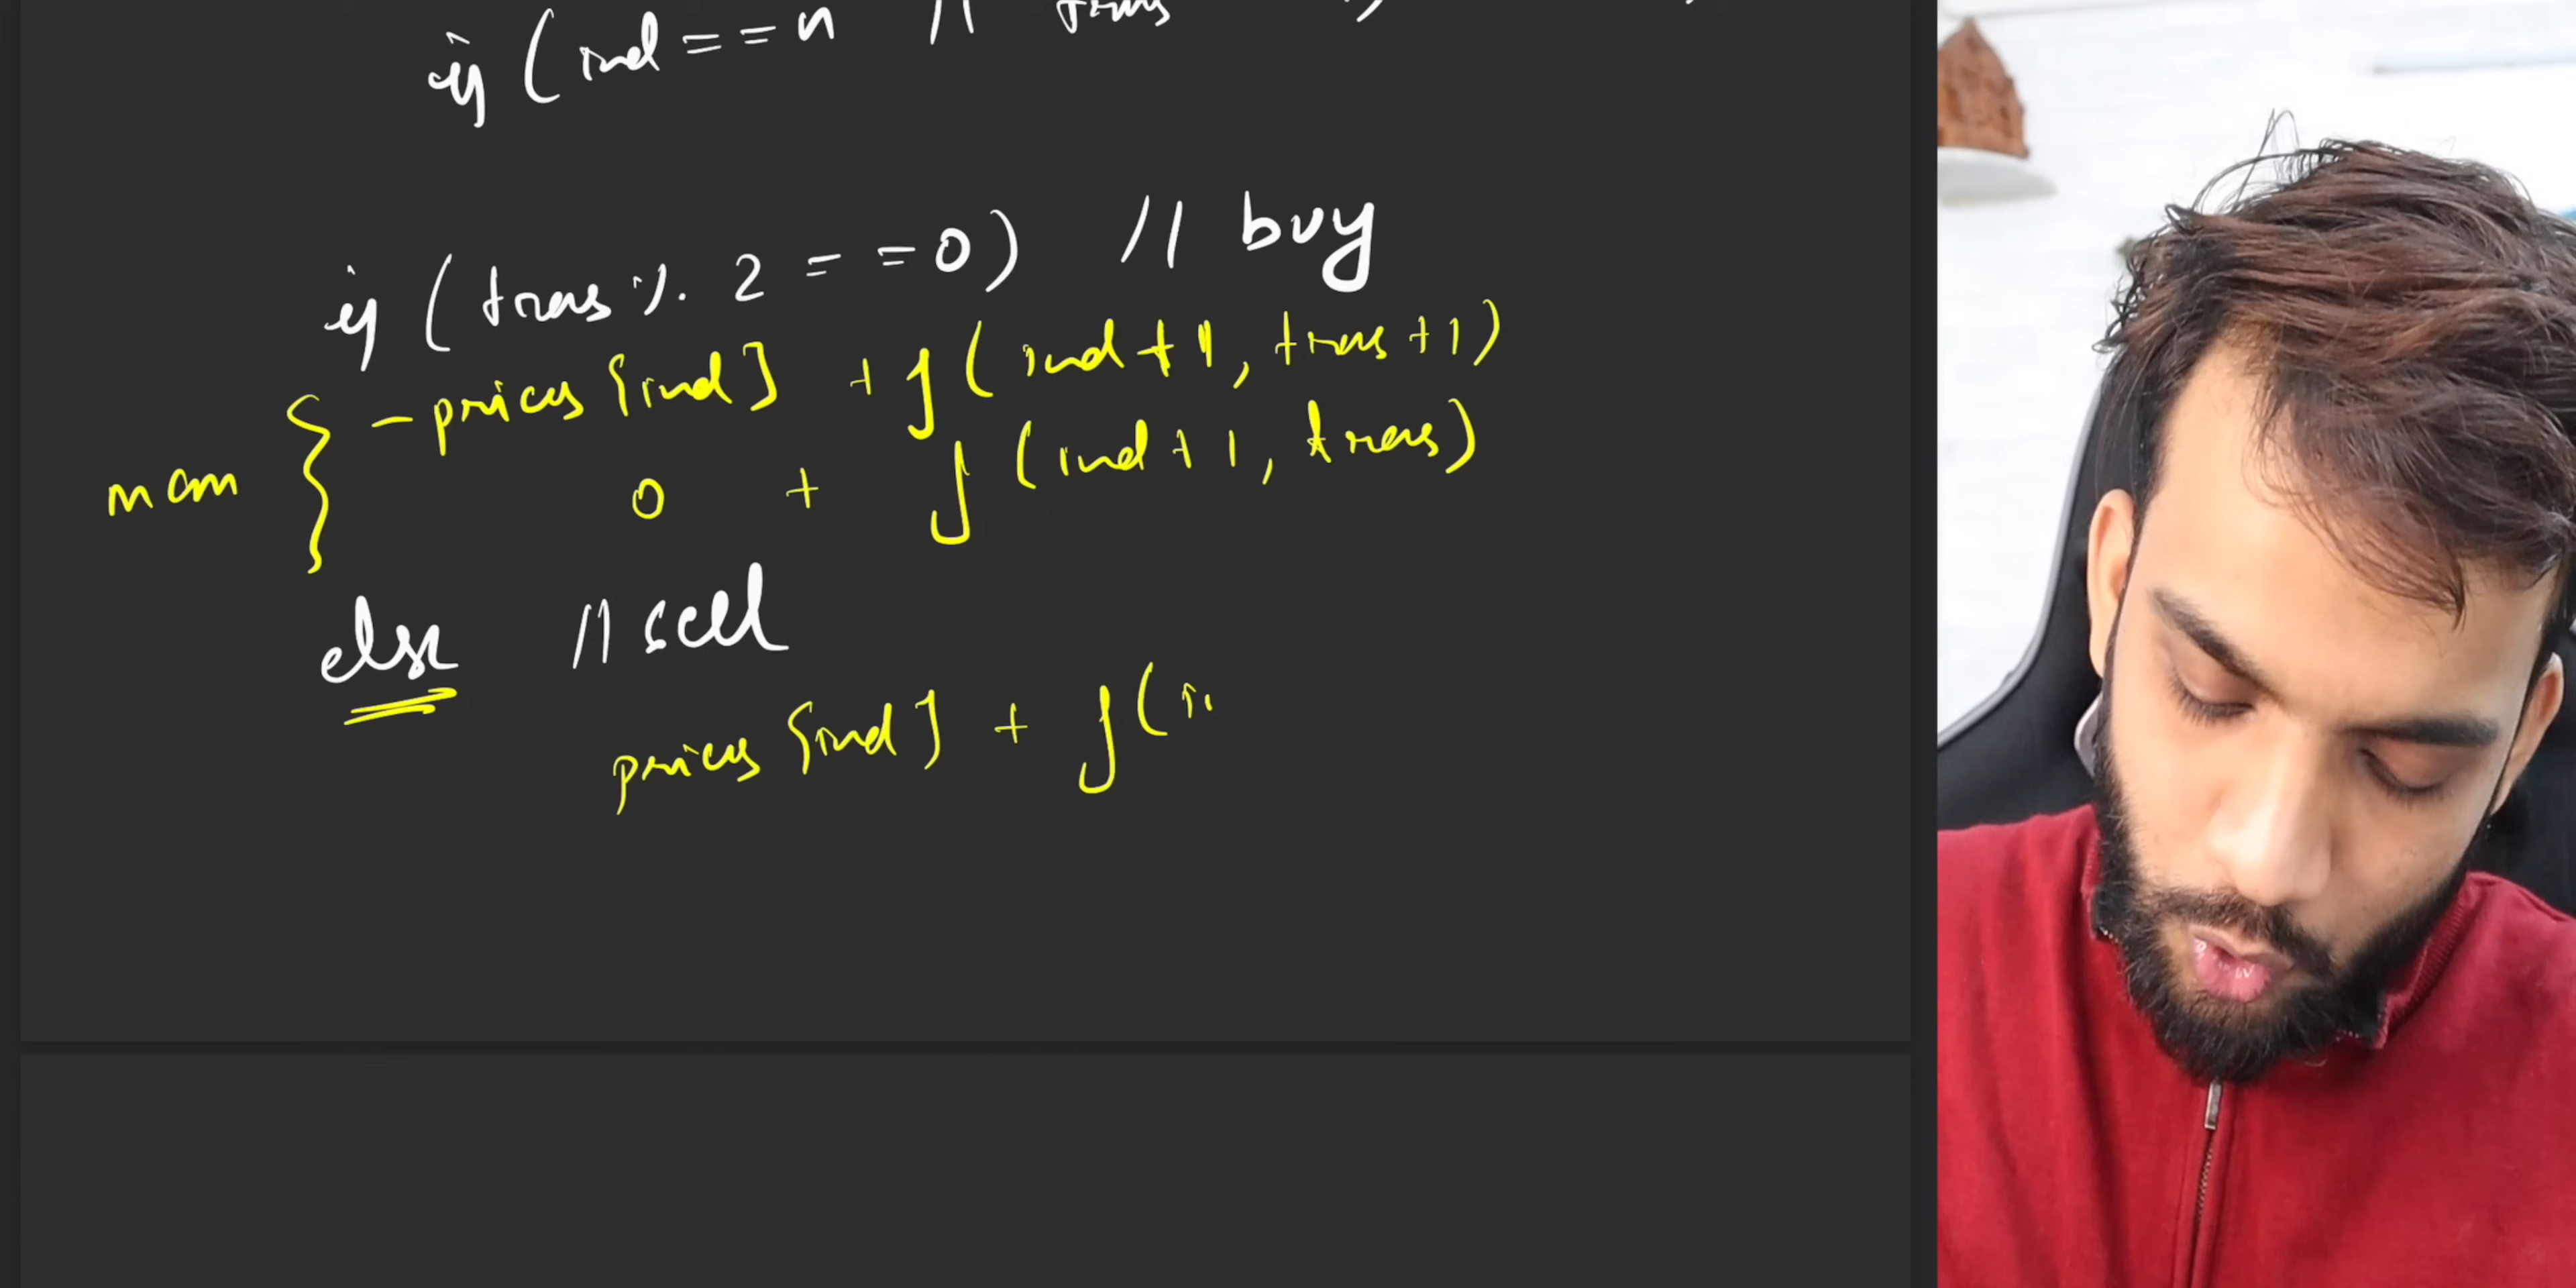 if (ind == n || trans
if (trans % 2 == 0) // buy
max { -prices[ind] + f(ind+1, trans+1)
0 + f(ind+1, trans)
else // sell
prices[ind] + f(